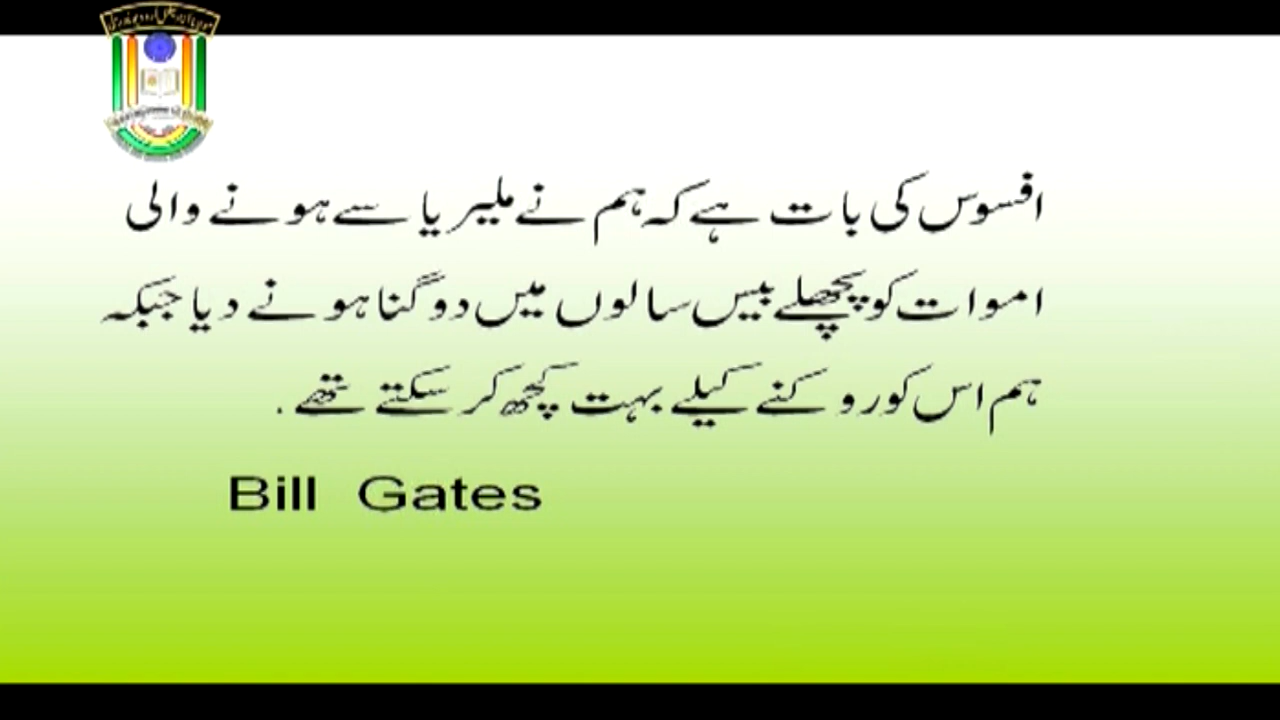 افسوس کی بات ہے کہ ہم نے ملیریا سے ہونے والی
اموات کو پچھلے بیس سالوں میں دوگنا ہونے دیا جبکہ
ہم اس کو روکنے کیلے بہت کچھ کر سکتے تھے .
Bill Gates